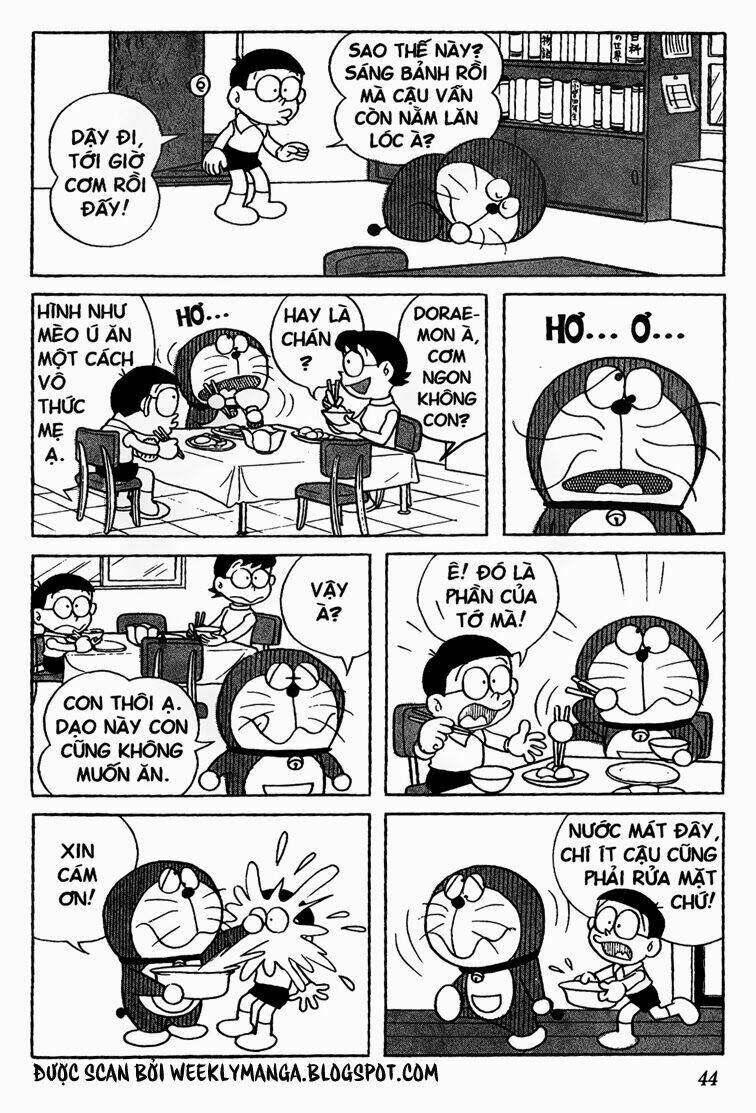 SAO THẾ NÀY?
SÁNG BẢNH RỒI
MÀ CẬU VẪN
CÒN NẰM LĂN
LÓC À?
DẬY ĐI,
TỚI GIỜ
CƠM RỒI
ĐẤY!
HƠ... Ơ...
DORAE-
MON À,
CƠM
NGON
KHÔNG
CON?
HAY LÀ
CHÁN
?
HƠ...
HÌNH NHƯ
MÈO Ú ĂN
MỘT CÁCH
VÔ
THỨC
MẸ
Ạ.
Ê! ĐÓ LÀ
PHẦN CỦA
TỚ MÀ!
VẬY
À?
CON THÔI Ạ.
DẠO NÀY CON
CŨNG KHÔNG
MUỐN ĂN.
NƯỚC MÁT ĐÂY,
CHÍ ÍT CẬU CŨNG
PHẢI RỬA MẶT
CHỨ!
XIN
CÁM
ƠN!
ĐƯỢC SCAN BỞI WEEKLYMANGA.BLOGSPOT.COM
44